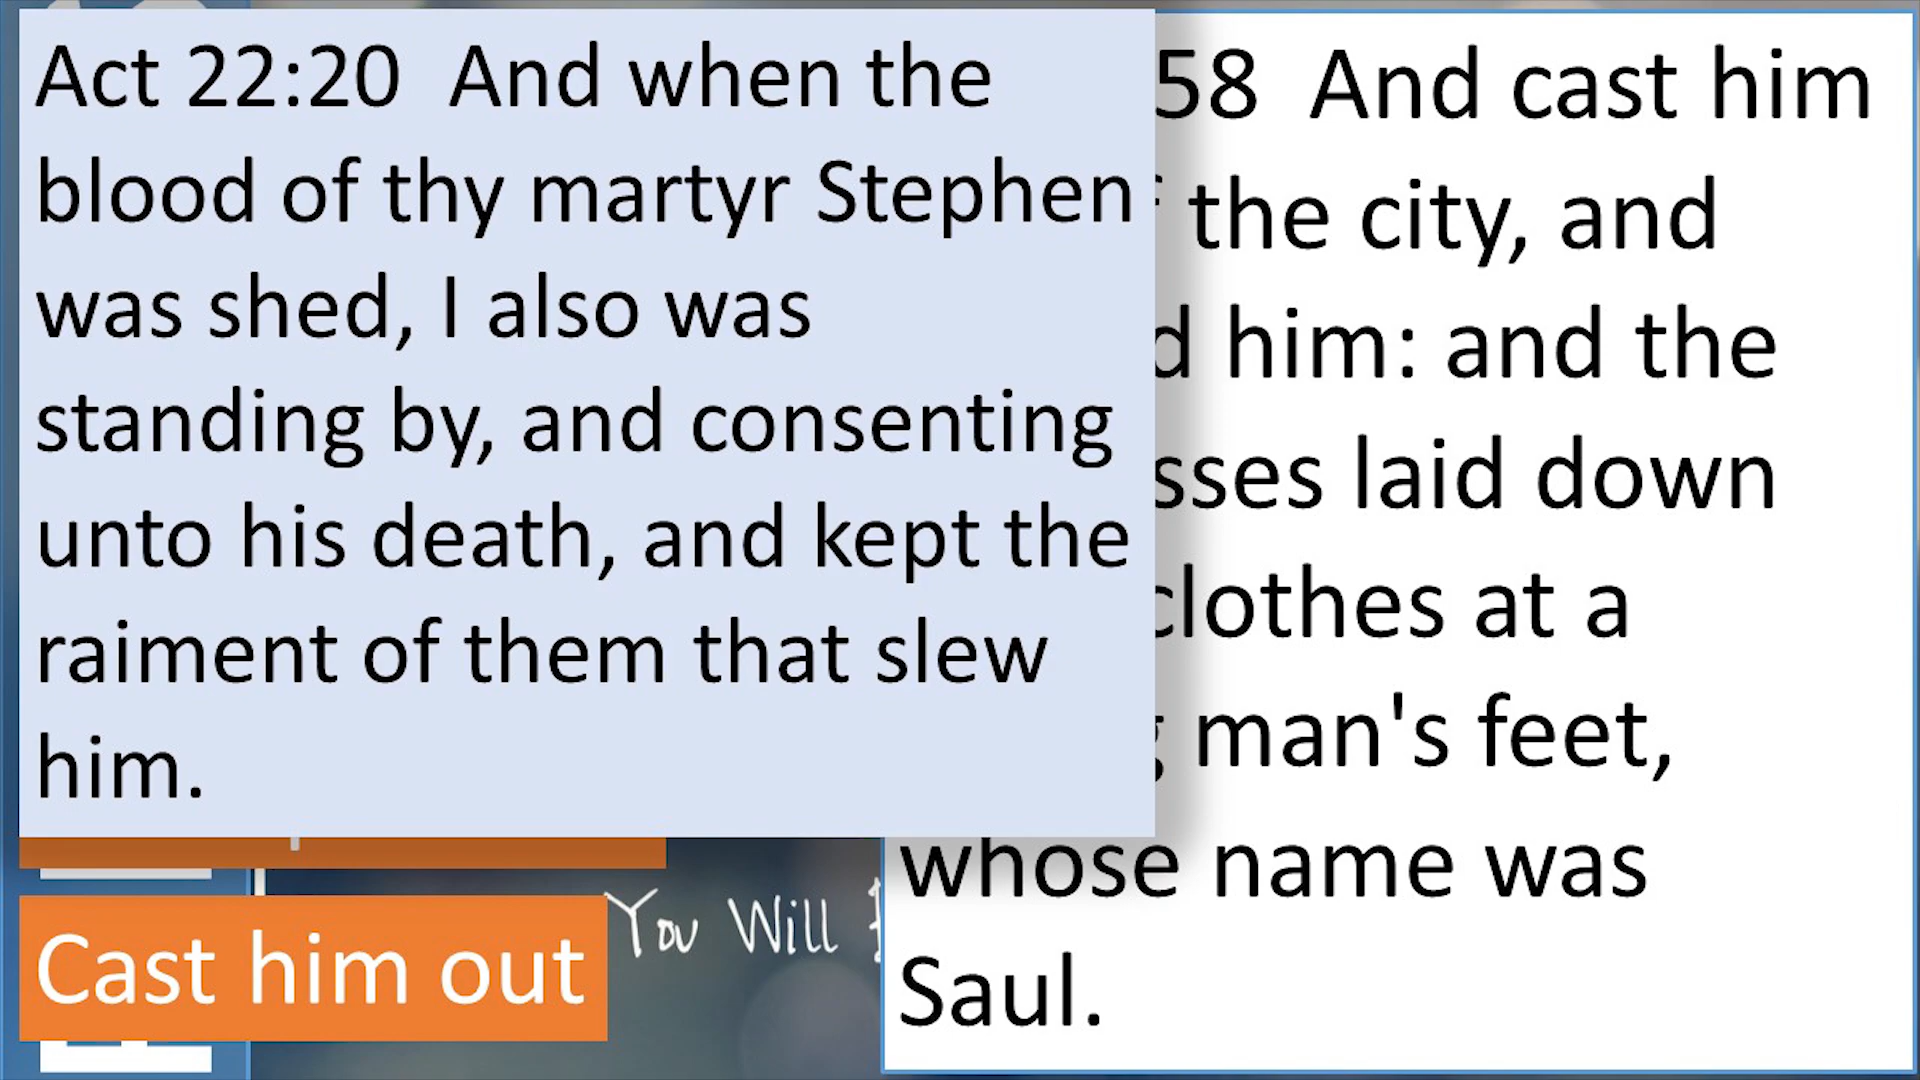 Act 22:20 And when the
blood of thy martyr Stephen
was shed, I also was
standing by, and consenting
unto his death, and kept the
raiment of them that slew
him.
58 And cast him
the city, and
him: and the
laid down
clothes at a
man's feet,
whose name was
Saul.
You Will
Cast him out